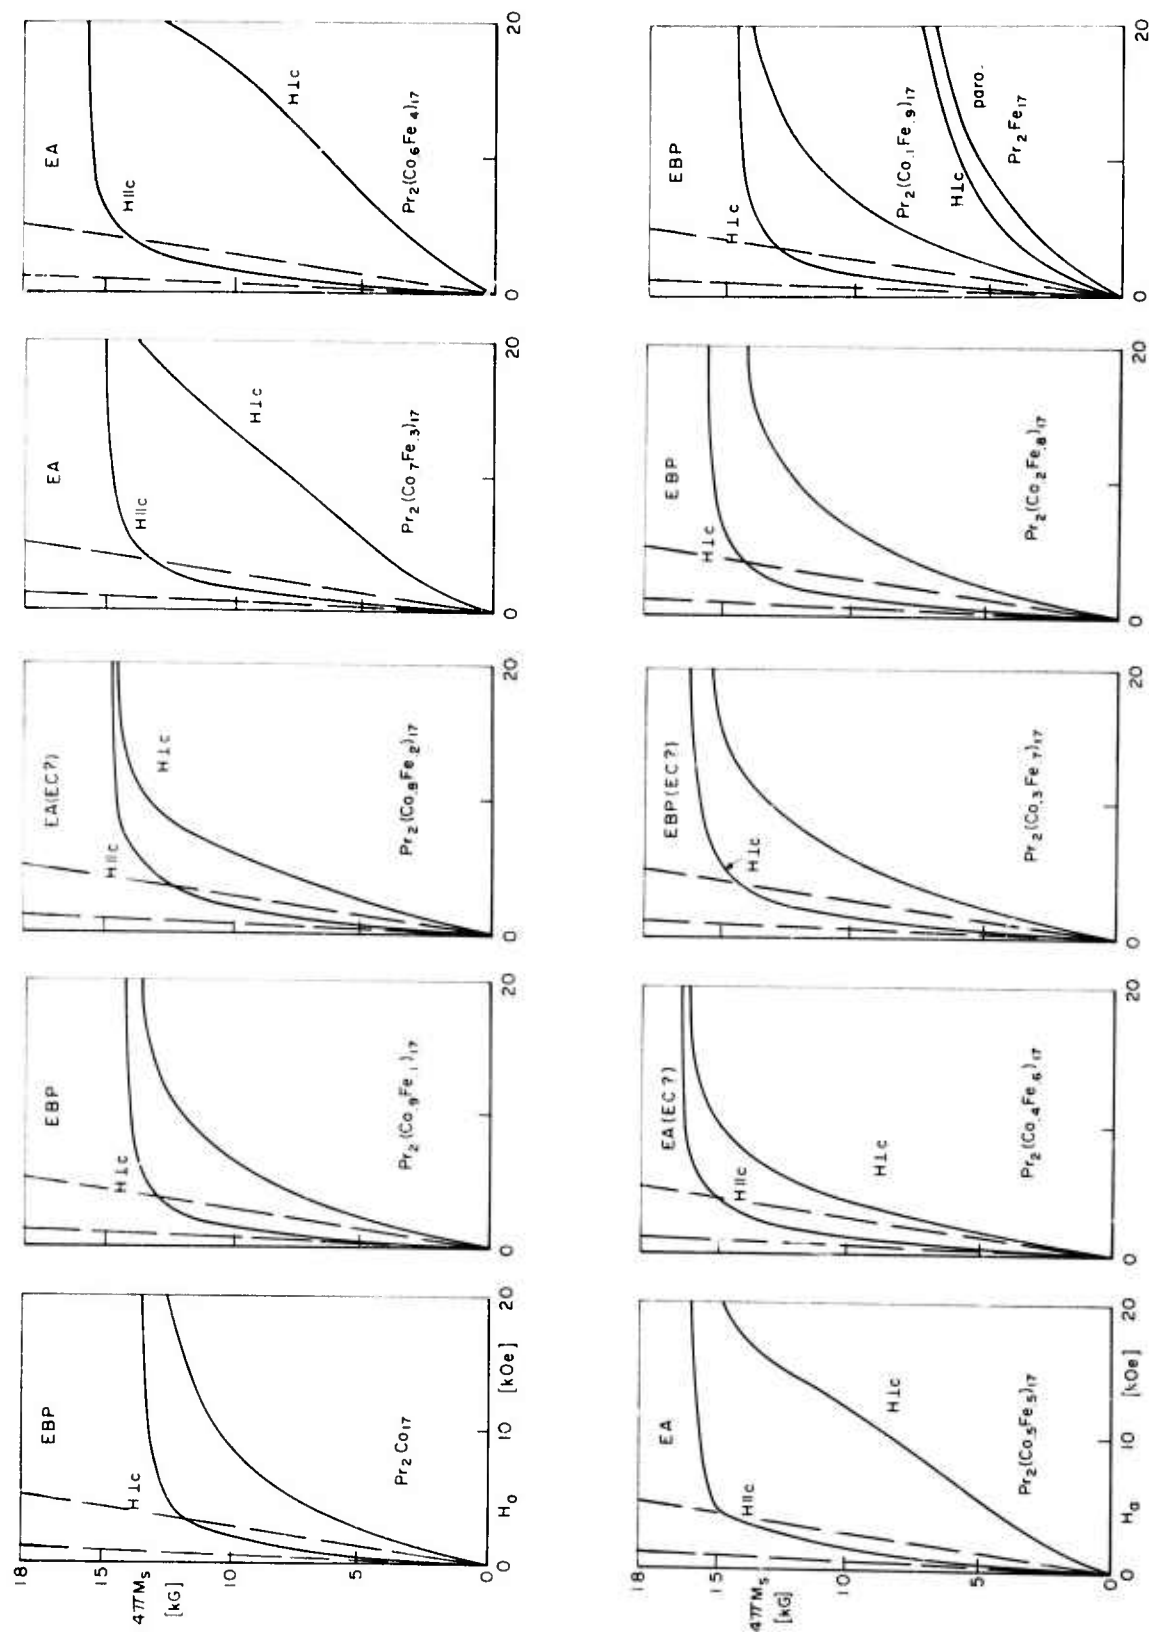 EBP
18
15
4πMs
[kG]
10
5
0
H⊥c
Pr₂Co₁₇
0
Hₐ
10
[kOe]
20
EBP
H⊥c
Pr₂(Co.9Fe.1)₁₇
0
20
EA(EC?)
H||c
H⊥c
Pr₂(Co.8Fe.2)₁₇
0
20
EA
H||c
H⊥c
Pr₂(Co.7Fe.3)₁₇
0
20
EA
H||c
H⊥c
Pr₂(Co.6Fe.4)₁₇
0
20
EA
18
15
4πMs
[kG]
10
5
0
H||c
H⊥c
Pr₂(Co.5Fe.5)₁₇
0
Hₐ
10
[kOe]
20
EA(EC?)
H||c
H⊥c
Pr₂(Co.4Fe.6)₁₇
0
20
EBP(EC?)
H⊥c
Pr₂(Co.3Fe.7)₁₇
0
20
EBP
H⊥c
Pr₂(Co.2Fe.8)₁₇
0
20
EBP
H⊥c
Pr₂(Co.1Fe.9)₁₇
H⊥c
para.
Pr₂Fe₁₇
0
20